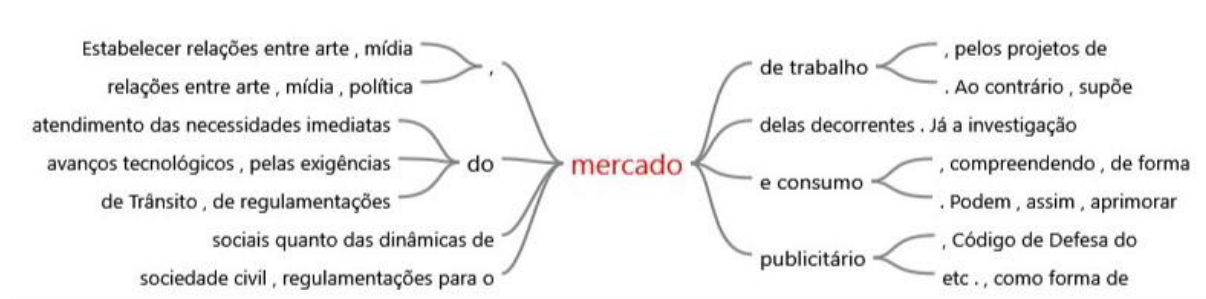 Estabelecer relações entre arte , mídia
relações entre arte , mídia , política
,
atendimento das necessidades imediatas
avanços tecnológicos , pelas exigências
de Trânsito , de regulamentações
do
sociais quanto das dinâmicas de
sociedade civil , regulamentações para o
mercado
de trabalho
, pelos projetos de
. Ao contrário , supõe
delas decorrentes . Já a investigação
e consumo
, compreendendo , de forma
. Podem , assim , aprimorar
publicitário
, Código de Defesa do
etc . , como forma de